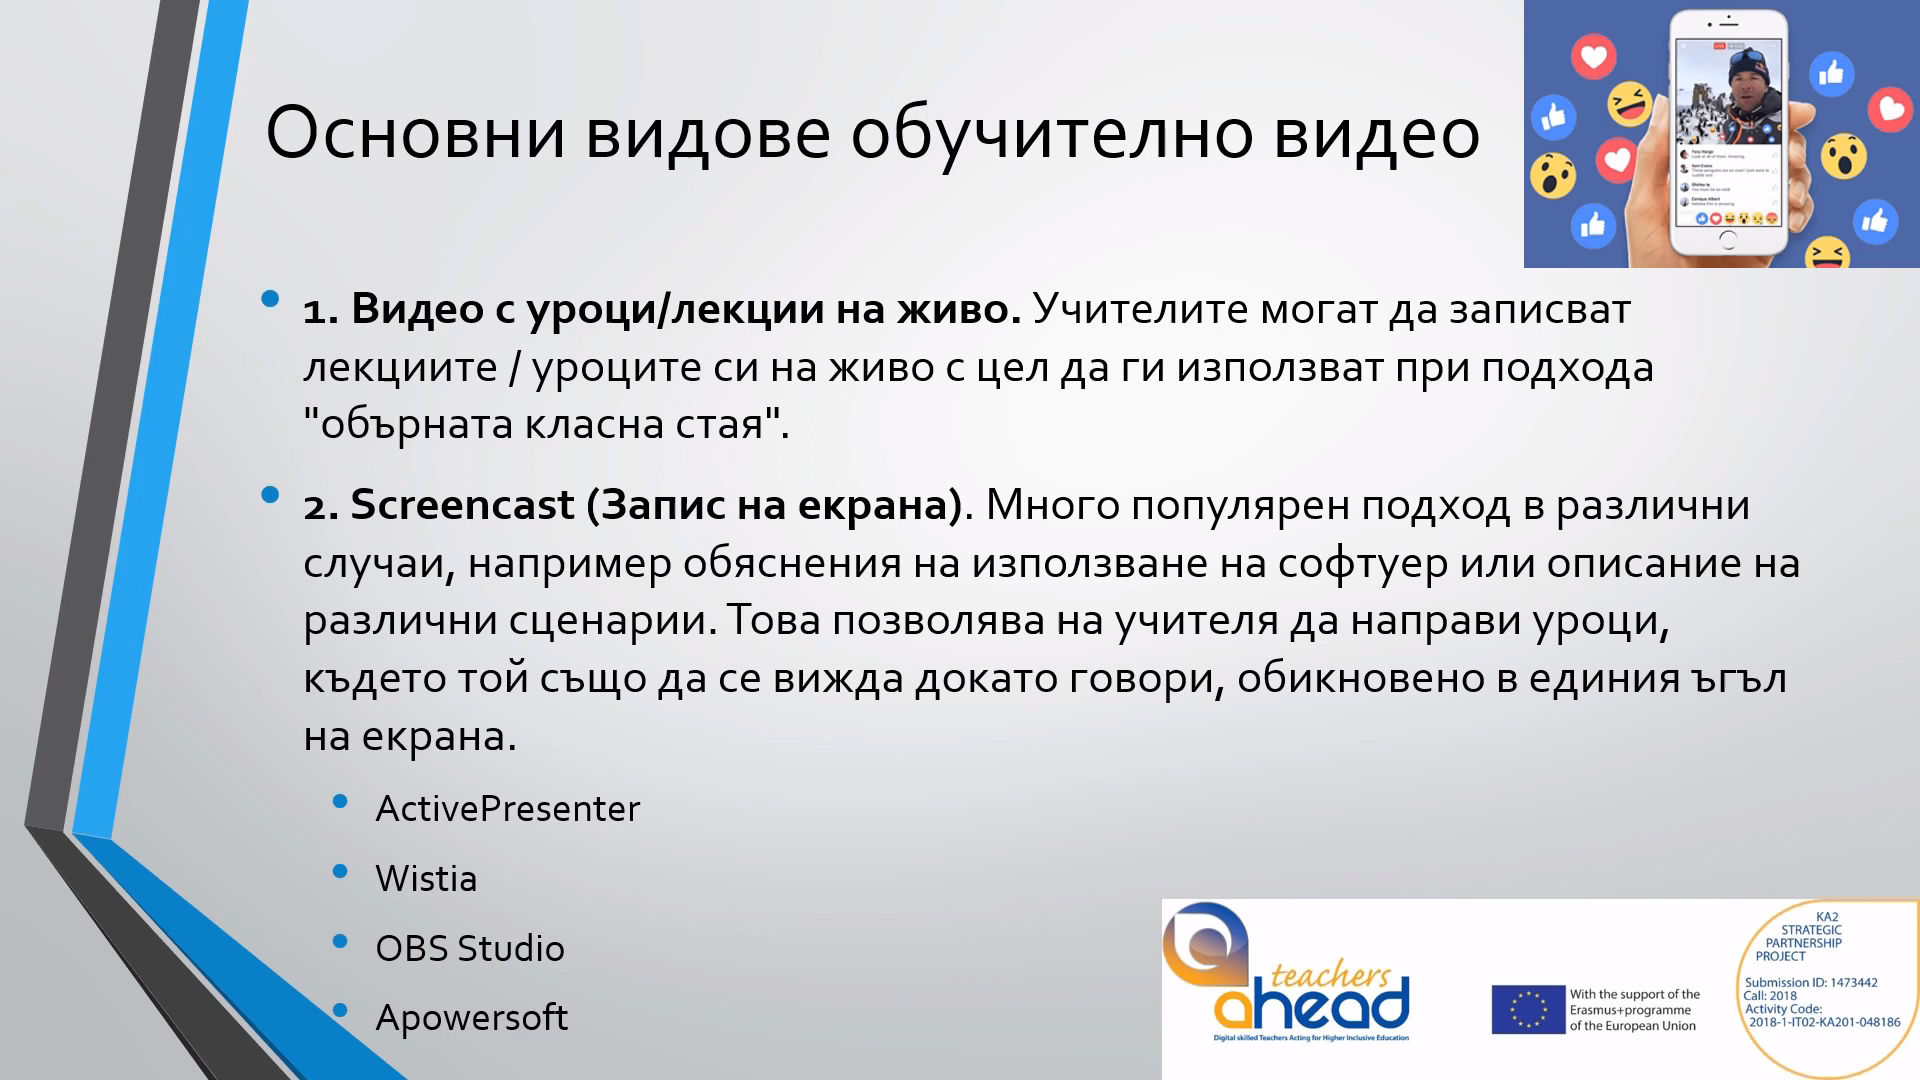 Основни видове обучително видео
LIVE
1. Видео с уроци/лекции на живо. Учителите могат да записват
лекциите / уроците си на живо с цел да ги използват при подхода
"обърната класна стая".
2. Screencast (Запис на екрана). Много популярен подход в различни
случаи, например обяснения на използване на софтуер или описание на
различни сценарии. Това позволява на учителя да направи уроци,
където той също да се вижда докато говори, обикновено в единия ъгъл
на екрана.
ActivePresenter
Wistia
OBS Studio
Apowersoft
teachers
ahead
Digital skilled Teachers Acting for Higher Inclusive Education
With the support of the
Erasmus+programme
of the European Union
KA2
STRATEGIC
PARTNERSHIP
PROJECT
Submission ID: 1473442
Call: 2018
Activity Code:
2018-1-IT02-KA201-048186